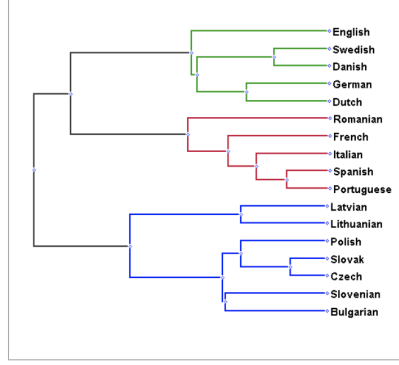 English
Swedish
Danish
German
Dutch
Romanian
French
Italian
Spanish
Portuguese
Latvian
Lithuanian
Polish
Slovak
Czech
Slovenian
Bulgarian